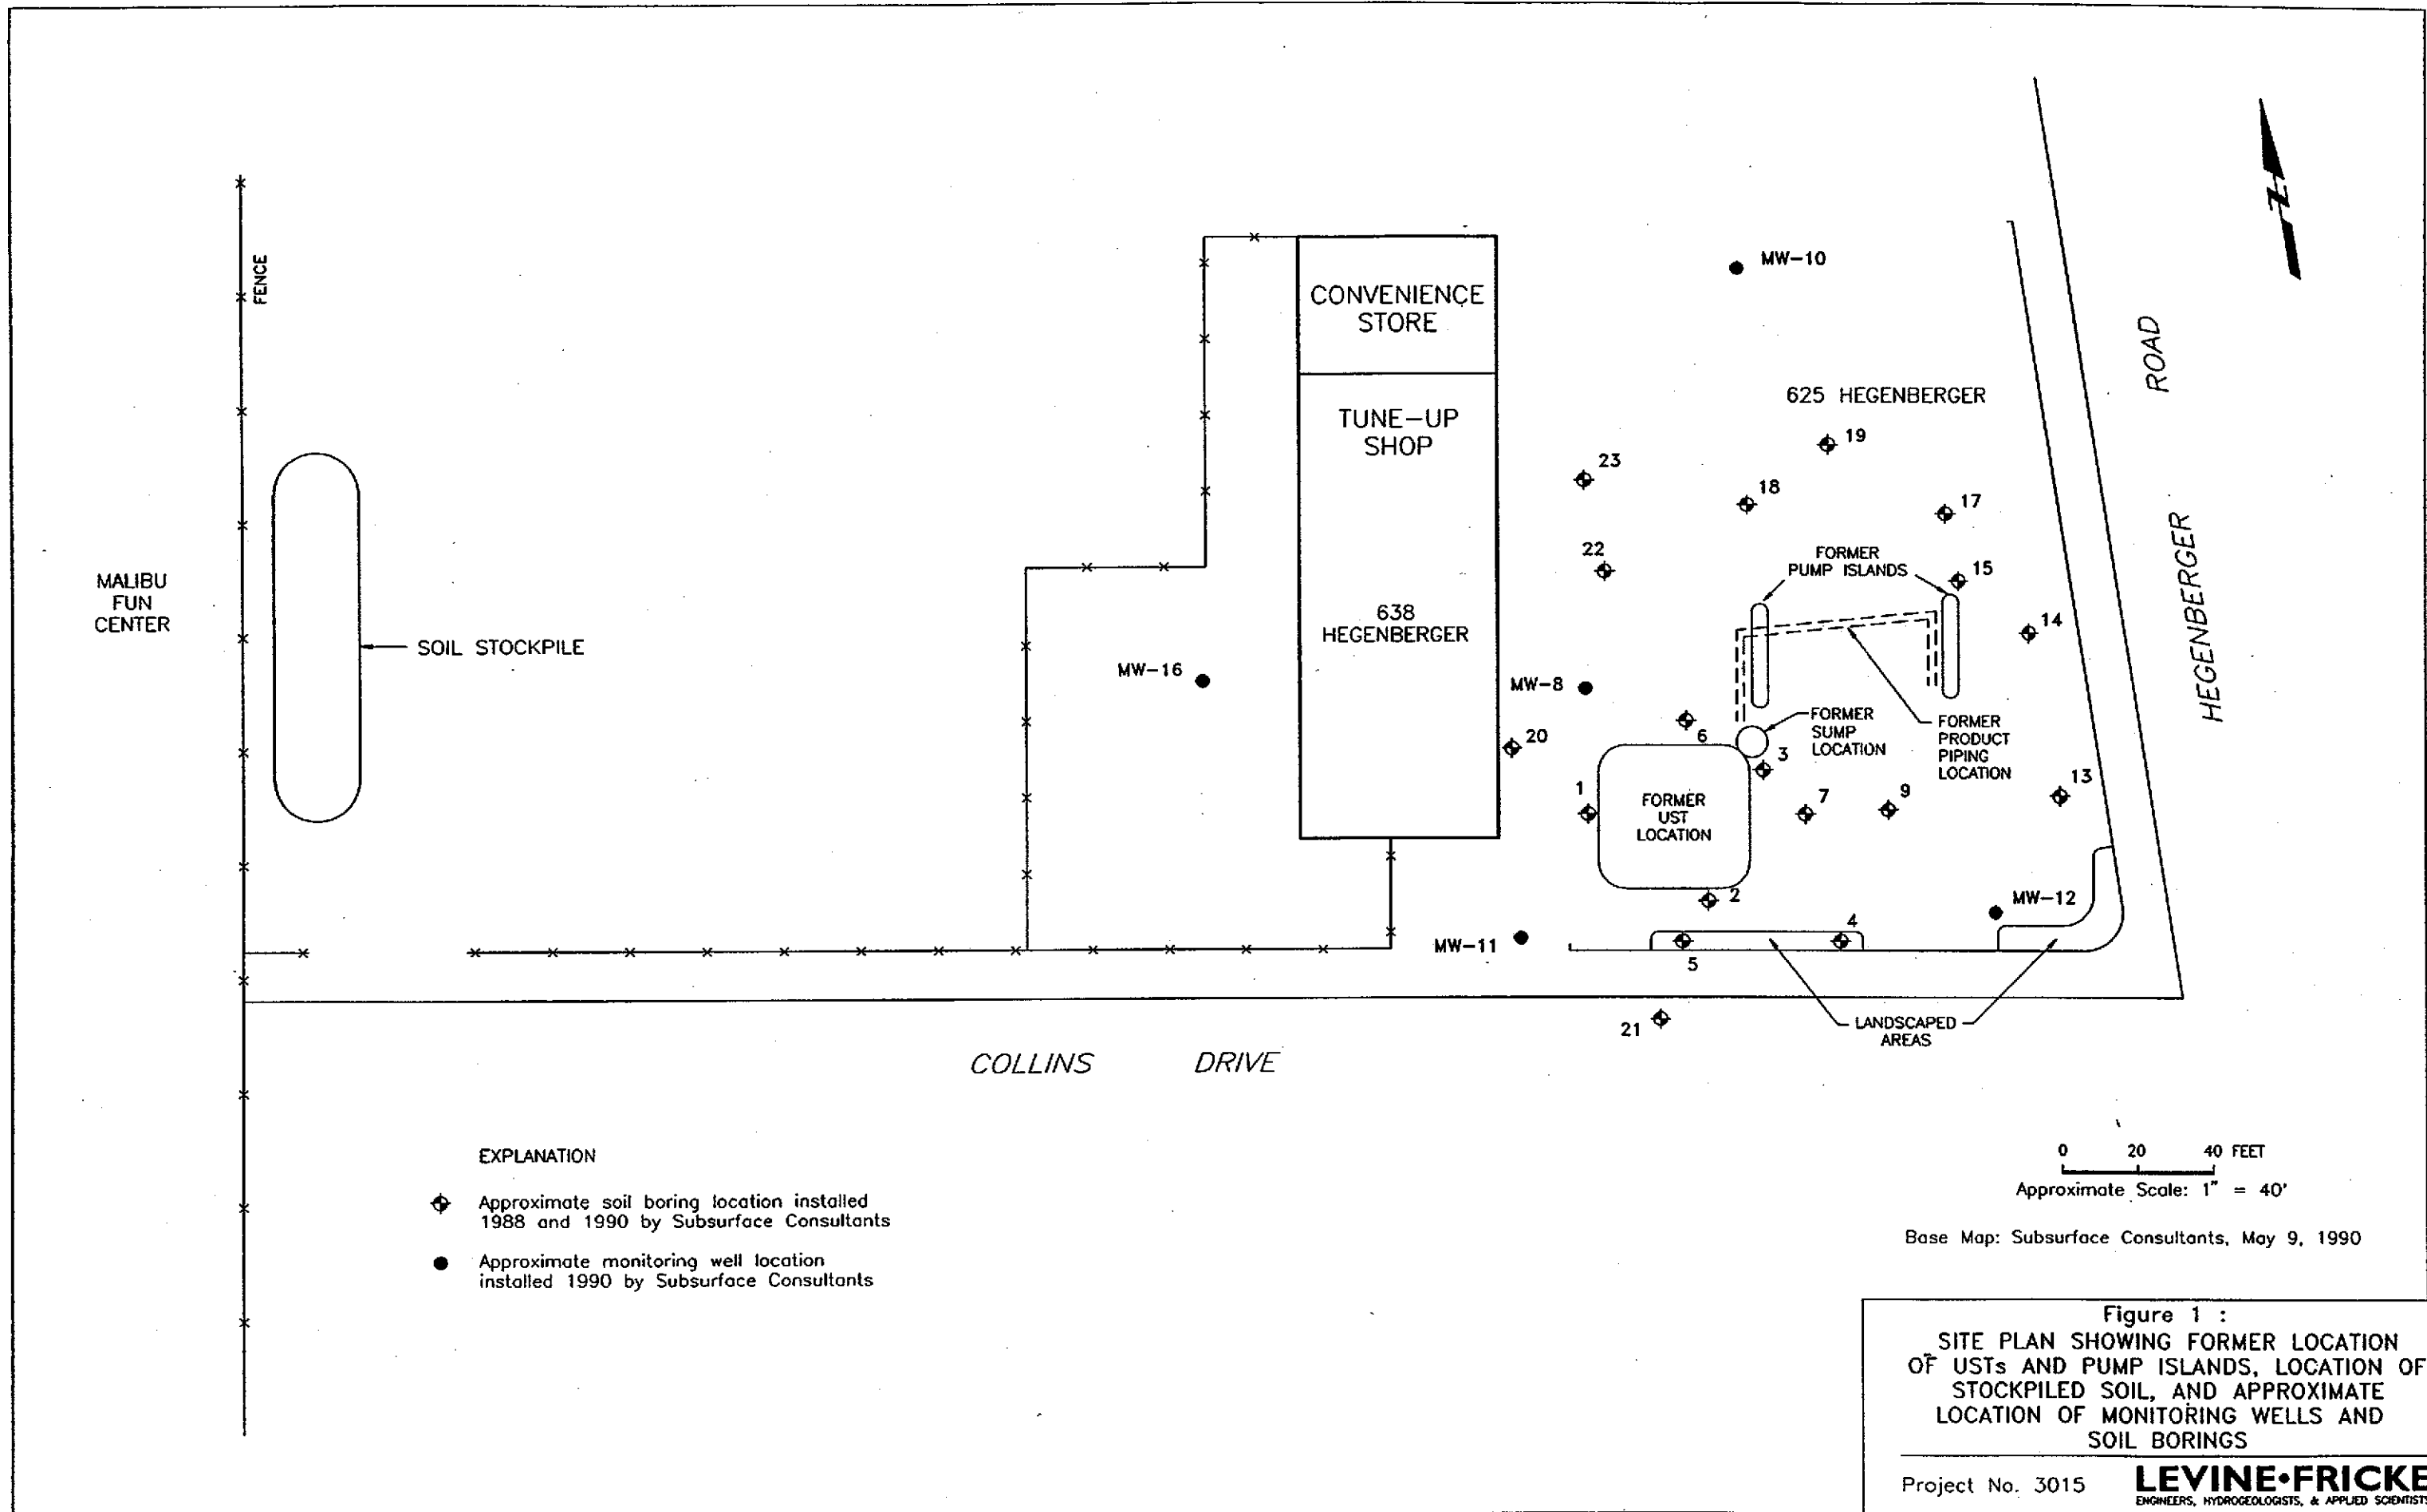 FENCE
MW-10
N
CONVENIENCE
STORE
ROAD
625 HEGENBERGER
TUNE-UP
SHOP
19
23
18
17
22
FORMER
PUMP ISLANDS
15
HEGENBERGER
MALIBU
FUN
CENTER
638
HEGENBERGER
14
SOIL STOCKPILE
MW-16
MW-8
FORMER
SUMP
LOCATION
FORMER
PRODUCT
PIPING
LOCATION
20
6
3
13
1
7
9
FORMER
UST
LOCATION
2
MW-12
MW-11
4
5
21
LANDSCAPED
AREAS
COLLINS DRIVE
0 20 40 FEET
Approximate Scale: 1" = 40'
Base Map: Subsurface Consultants, May 9, 1990
EXPLANATION
Approximate soil boring location installed
1988 and 1990 by Subsurface Consultants
Approximate monitoring well location
installed 1990 by Subsurface Consultants
Figure 1 :
SITE PLAN SHOWING FORMER LOCATION
OF USTs AND PUMP ISLANDS, LOCATION OF
STOCKPILED SOIL, AND APPROXIMATE
LOCATION OF MONITORING WELLS AND
SOIL BORINGS
Project No. 3015
LEVINE•FRICKE
ENGINEERS, HYDROGEOLOGISTS, & APPLIED SCIENTISTS